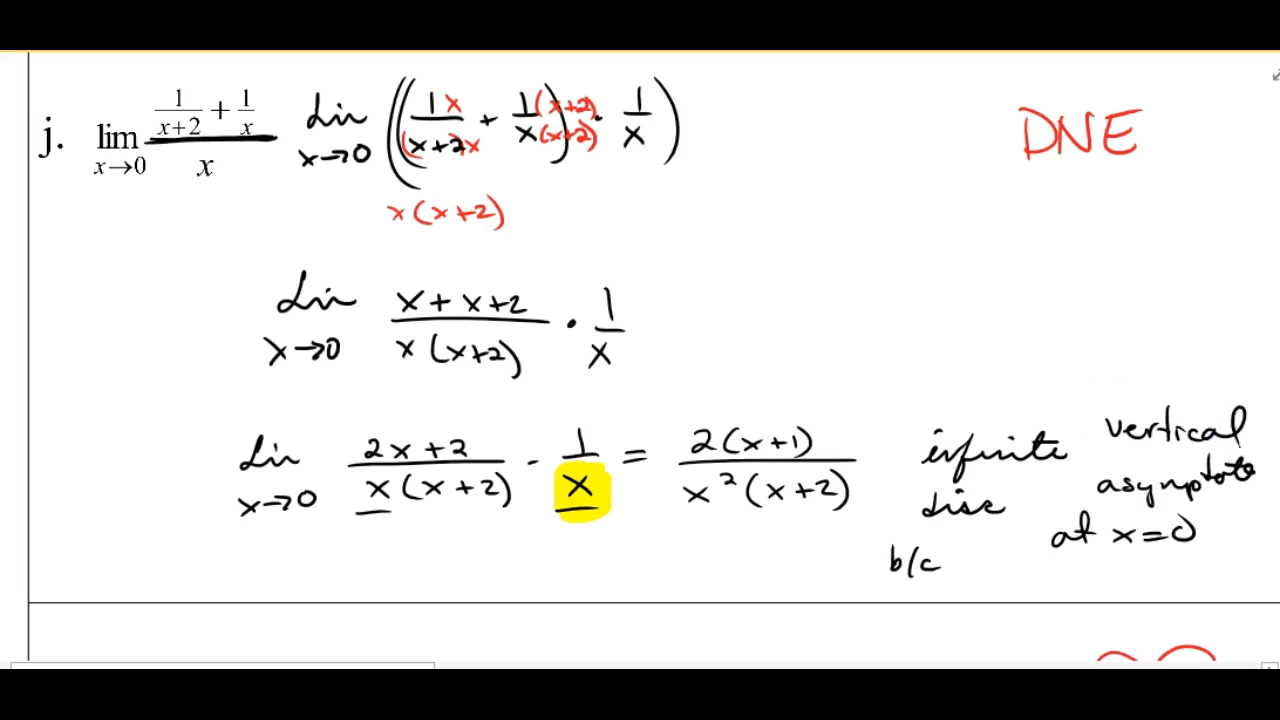 j. lim x→0 (1/(x+2) + 1/x)/x Lim x→0 ((1x/(x+2)x + 1(x+2)/x(x+2)) · 1/x) DNE
x(x+2)
Lim x→0 (x+x+2)/(x(x+2)) · 1/x
Lim x→0 (2x+2)/(x(x+2)) · 1/x = 2(x+1)/(x²(x+2)) infinite disc b/c vertical asymptote at x=0